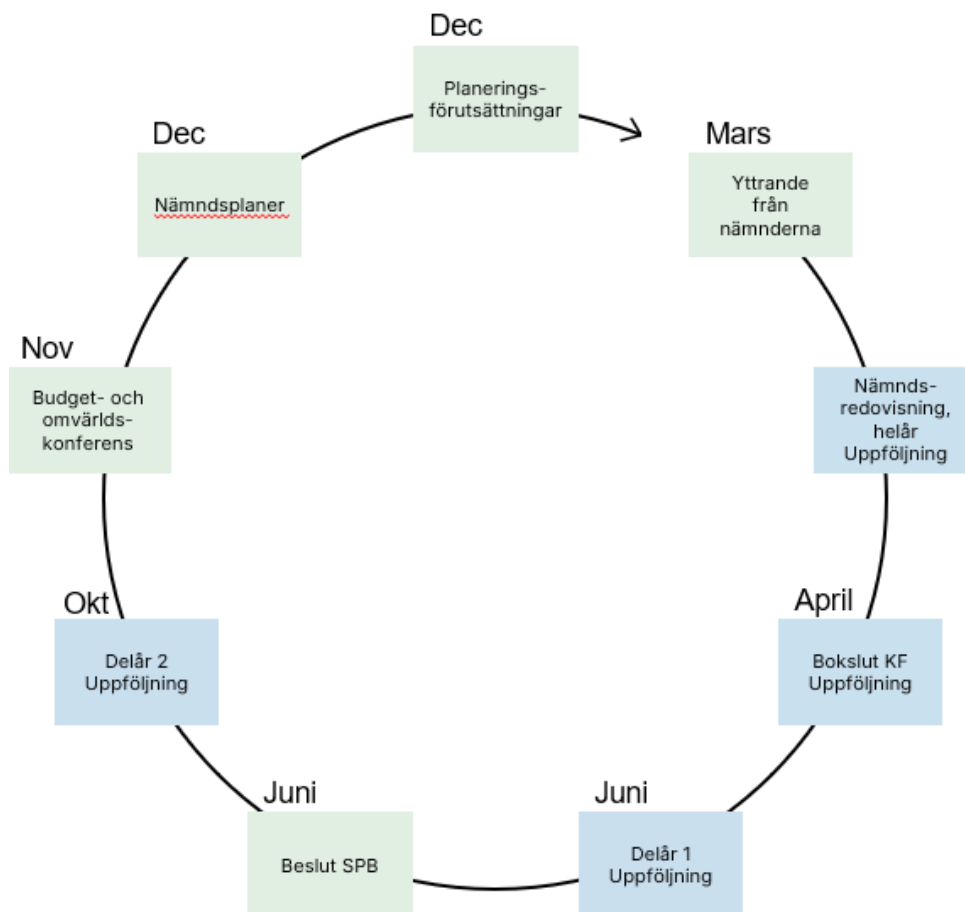 Dec
Planerings-
förutsättningar
Mars
Yttrande
från
nämnderna
Nämnds-
redovisning,
helår
Uppföljning
April
Bokslut KF
Uppföljning
Juni
Delår 1
Uppföljning
Juni
Beslut SPB
Okt
Delår 2
Uppföljning
Nov
Budget- och
omvärlds-
konferens
Dec
Nämndsplaner